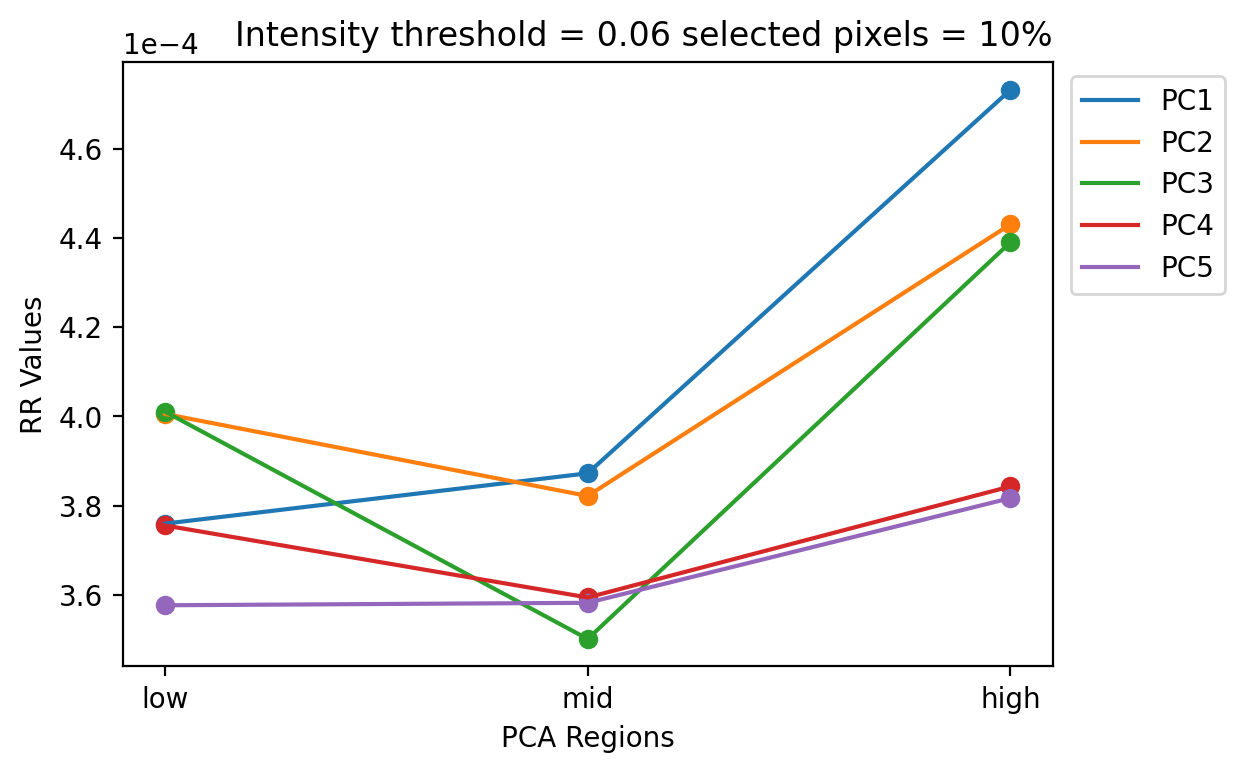 Intensity threshold = 0.06 selected pixels = 10%
1e−4
4.6
4.4
4.2
4.0
3.8
3.6
RR Values
low mid high
PCA Regions
PC1
PC2
PC3
PC4
PC5